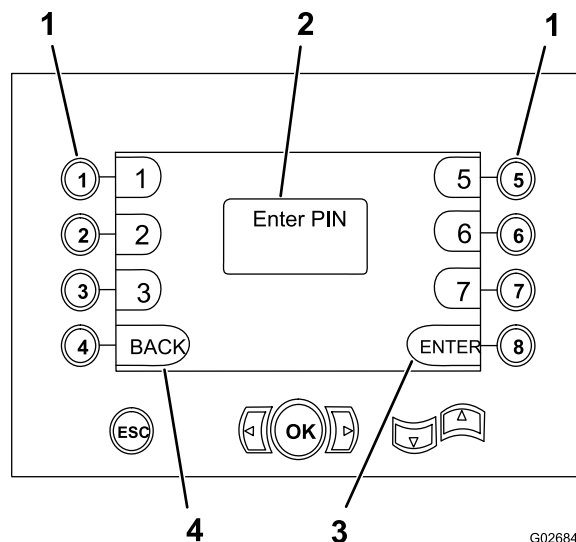 1 2 1
1 1 5 5
2 2 Enter PIN 6 6
3 3 7 7
4 BACK ENTER 8
ESC OK
4 3
G02684